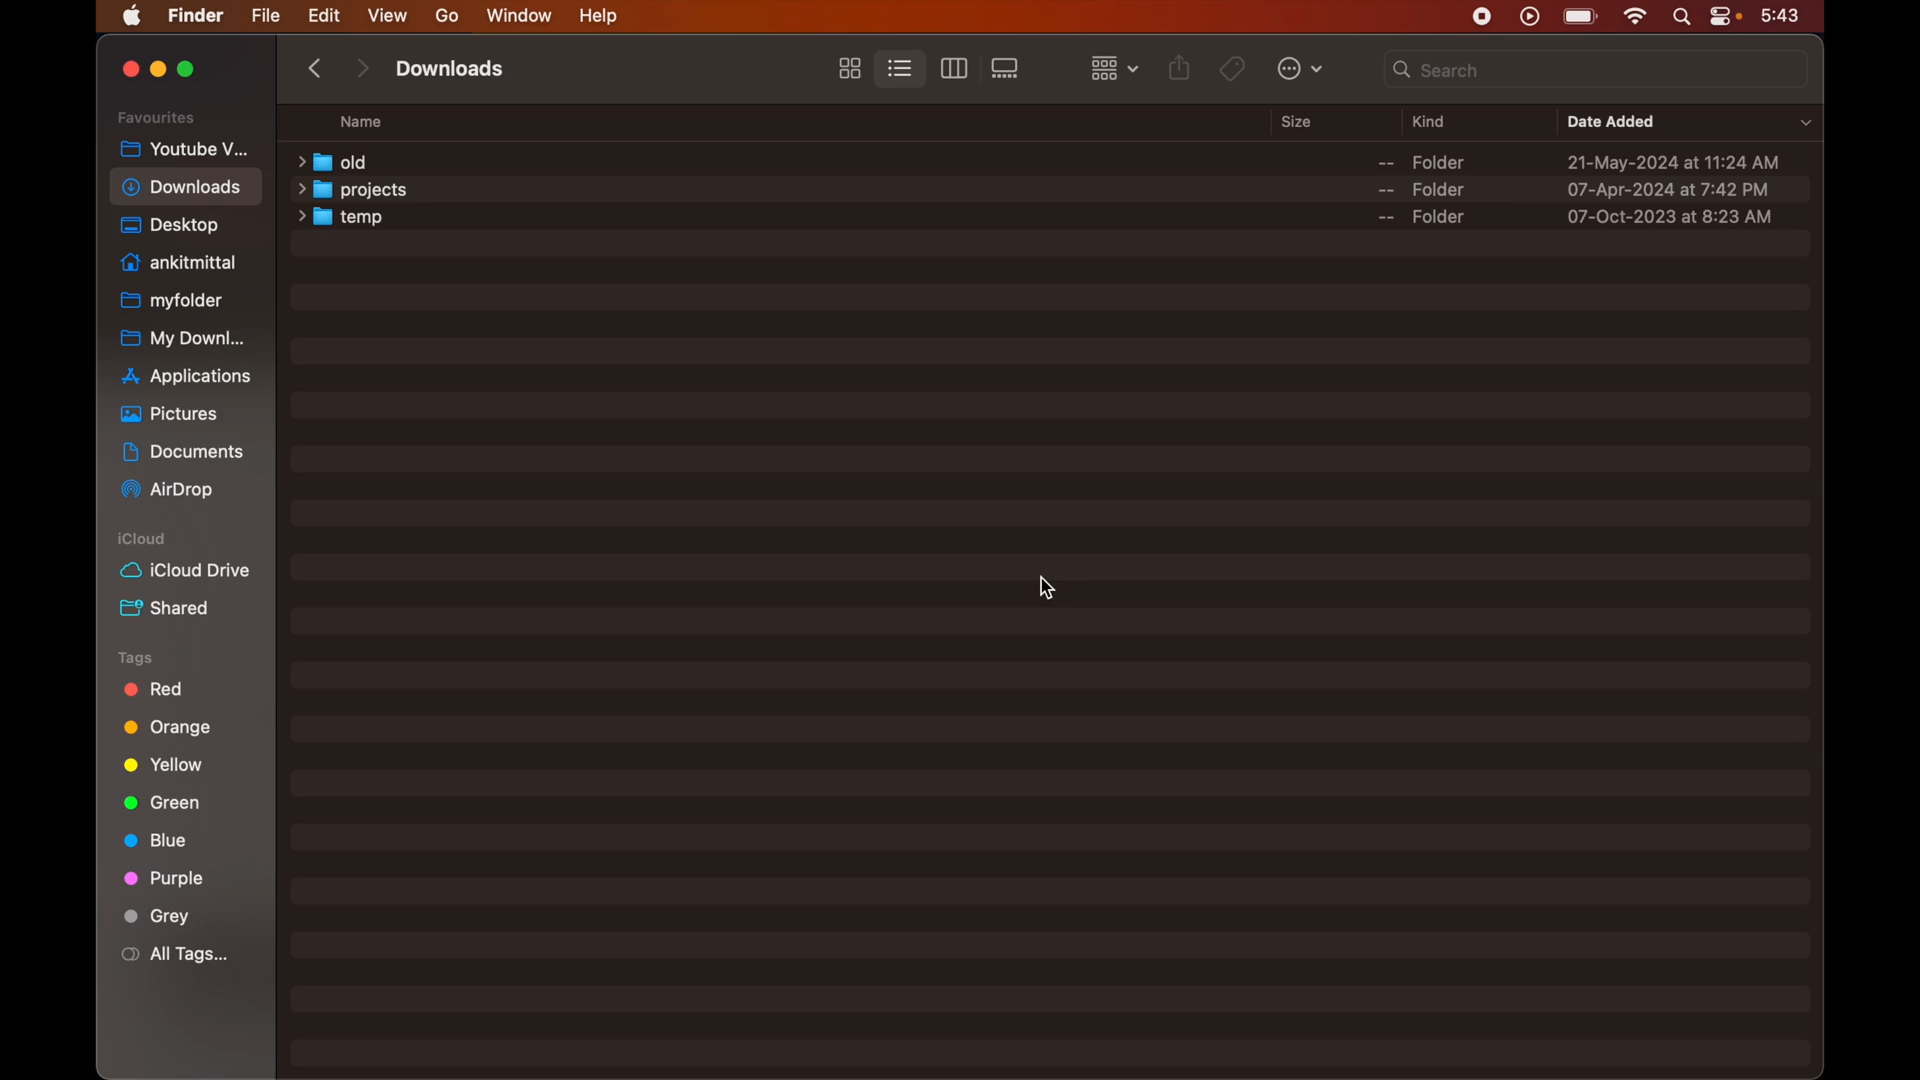 Finder File Edit View Go Window Help 5:43
Downloads
Search
Favourites
Youtube V...
Downloads
Desktop
ankitmittal
myfolder
My Downl...
Applications
Pictures
Documents
AirDrop
iCloud
iCloud Drive
Shared
Tags
Red
Orange
Yellow
Green
Blue
Purple
Grey
All Tags...
Name Size Kind Date Added
old -- Folder 21-May-2024 at 11:24 AM
projects -- Folder 07-Apr-2024 at 7:42 PM
temp -- Folder 07-Oct-2023 at 8:23 AM